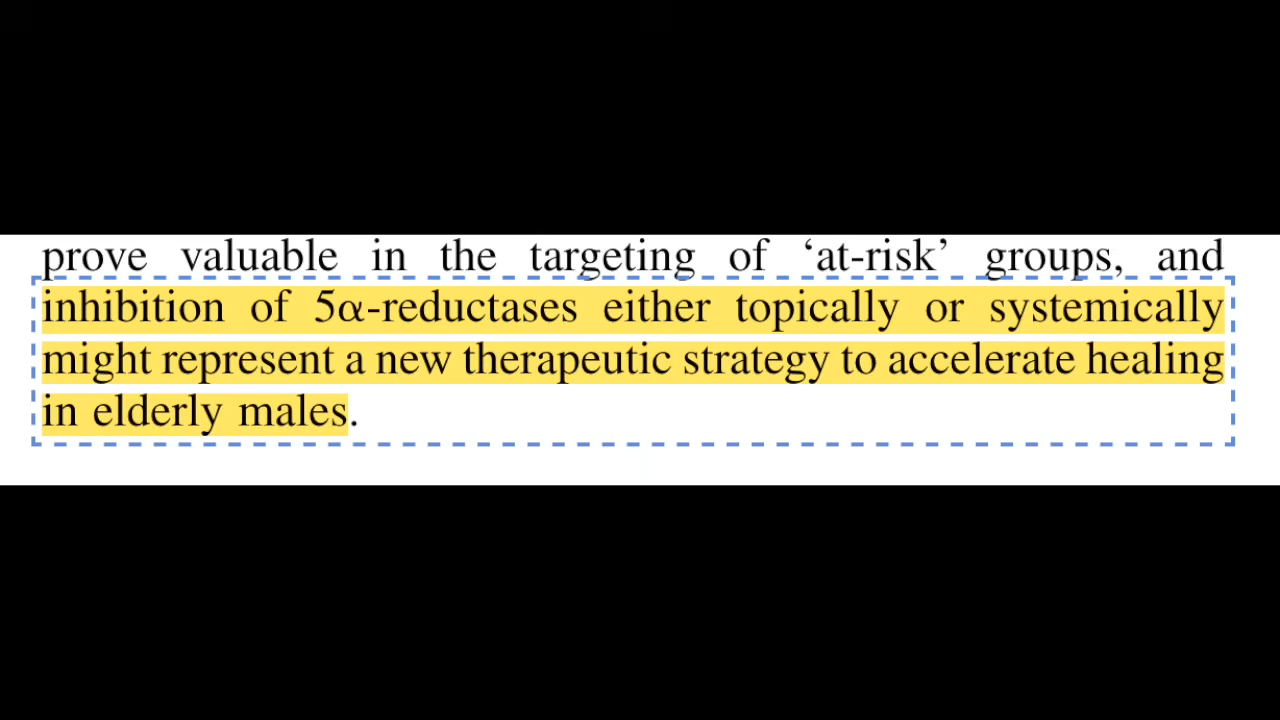 prove valuable in the targeting of ‘at-risk’ groups, and
inhibition of 5α-reductases either topically or systemically
might represent a new therapeutic strategy to accelerate healing
in elderly males.